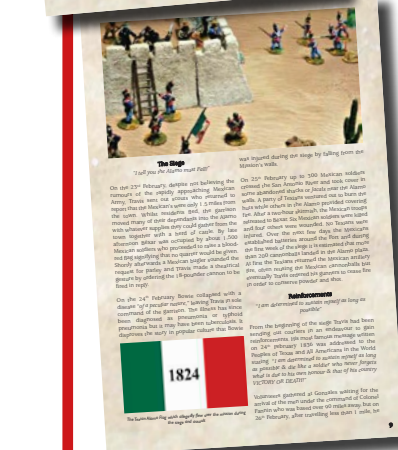 The Siege
"I tell you the Alamo must Fall!"
On the 23rd February, despite not believing the
rumours of the rapidly approaching Mexican
Army, Travis sent out scouts who returned to
report that the Mexican's were only 1.5 miles from
the town. Whilst residents fled, the garrison
moved many of their dependants into the Alamo
with whatever supplies they could gather from the
town together with a herd of cattle. By late
afternoon Béxar was occupied by about 1,500
Mexican soldiers who proceeded to raise a blood-
red flag signifying that no quarter would be given.
Shortly afterwards a Mexican bugler sounded the
request for parley and Travis made a theatrical
gesture by ordering the 18-pounder cannon to be
fired in reply.
On the 24th February Bowie collapsed with a
disease "of a peculiar nature," leaving Travis in sole
command of the garrison. The illness has since
been diagnosed as pneumonia or typhoid
pneumonia but it may have been tuberculosis. It
diagnoses the story in popular culture that Bowie
1824
The Texian Alamo flag which allegedly flew over the mission during
the siege and assault
was injured during the siege by falling from the
Mission's walls.
On 25th February up to 300 Mexican soldiers
crossed the San Antonio River and took cover in
some abandoned shacks or jacals near the Alamo
walls. A party of Texians ventured out to burn the
huts while others in the Alamo provided covering
fire. After a two-hour skirmish, the Mexican troops
retreated to Béxar. Six Mexican soldiers were killed
and four others were wounded. No Texians were
injured. Over the next few days the Mexicans
established batteries around the Fort and during
the first week of the siege it is estimated that more
than 200 cannonballs landed in the Alamo plaza.
At first the Texians returned the Mexican artillery
fire, often reusing the Mexican cannonballs but
eventually Travis ordered his gunners to cease fire
in order to conserve powder and shot.
Reinforcements
"I am determined to sustain myself as long as
possible"
From the beginning of the siege Travis had been
sending out couriers in an endeavour to gain
reinforcements. His most famous message written
on 24th February 1836 was addressed to the
Peoples of Texas and All Americans in the World
stating "I am determined to sustain myself as long
as possible & die like a soldier who never forgets
what is due to his own honour & that of his country
VICTORY OR DEATH!"
Volunteers gathered at Gonzales waiting for the
arrival of the men under the command of Colonel
Fannin who was based over 90 miles away but on
26th February, after travelling less than 1 mile, he
9